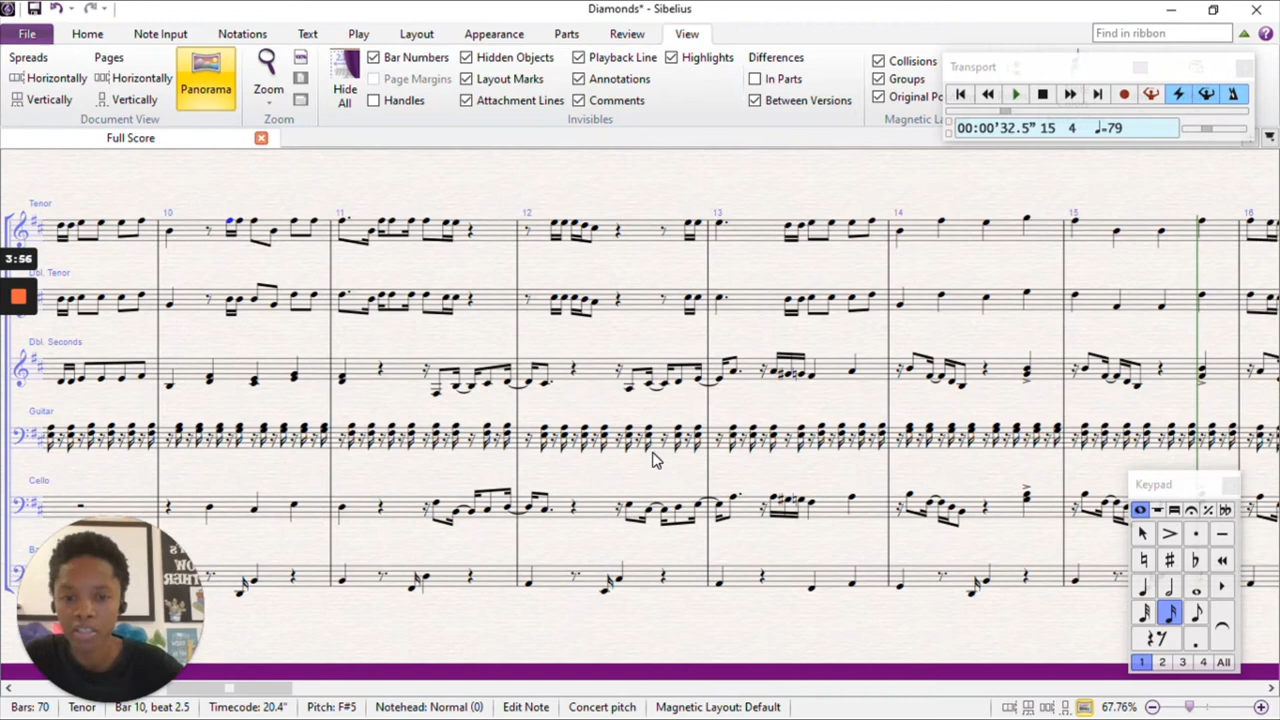 Diamonds* - Sibelius
File Home Note Input Notations Text Play Layout Appearance Parts Review View Find in ribbon
Spreads Pages Bar Numbers Hidden Objects Playback Line Highlights Differences Collisions Transport
Horizontally Horizontally Panorama Zoom Hide All Page Margins Layout Marks Annotations In Parts Groups
Vertically Vertically Handles Attachment Lines Comments Between Versions
Document View Zoom Invisibles
00:00'32.5" 15 4 ♩=79
Full Score
Tenor
10 11 12 13 14 15 16
3:56
Dbl. Tenor
Dbl. Seconds
Guitar
Cello
Keypad
1 2 3 4 All
Bars: 70 Tenor Bar 10, beat 2.5 Timecode: 20.4" Pitch: F#5 Notehead: Normal (0) Edit Note Concert pitch Magnetic Layout: Default 67.76%